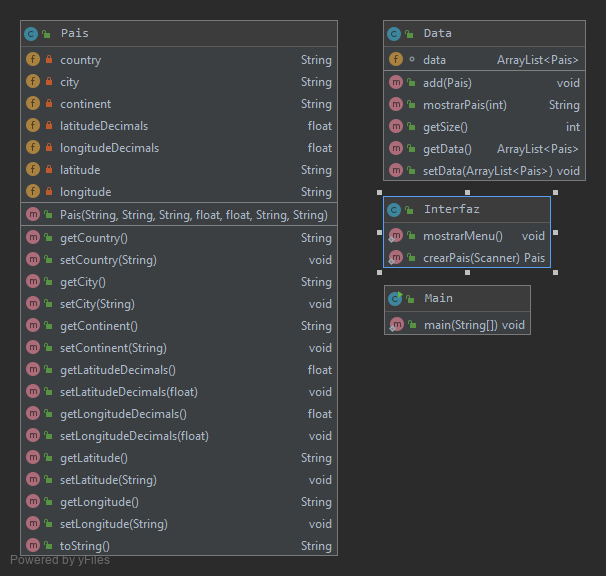 Pais
country String
city String
continent String
latitudeDecimals float
longitudeDecimals float
latitude String
longitude String
Pais(String, String, String, float, float, String, String)
getCountry() String
setCountry(String) void
getCity() String
setCity(String) void
getContinent() String
setContinent(String) void
getLatitudeDecimals() float
setLatitudeDecimals(float) void
getLongitudeDecimals() float
setLongitudeDecimals(float) void
getLatitude() String
setLatitude(String) void
getLongitude() String
setLongitude(String) void
toString() String
Powered by yFiles
Data
data ArrayList<Pais>
add(Pais) void
mostrarPais(int) String
getSize() int
getData() ArrayList<Pais>
setData(ArrayList<Pais>) void
Interfaz
mostrarMenu() void
crearPais(Scanner) Pais
Main
main(String[]) void